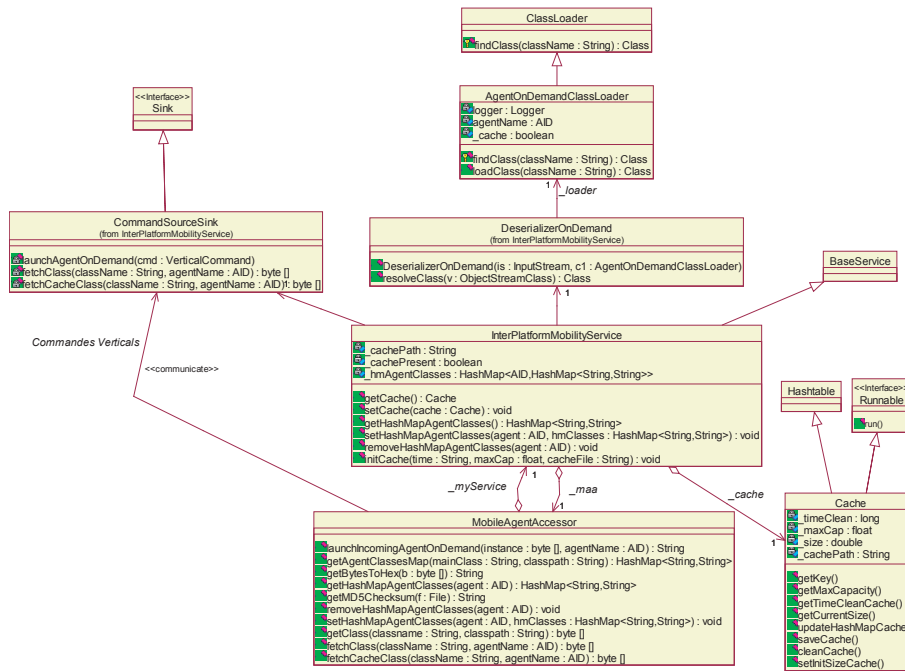 ClassLoader
findClass(className : String) : Class
AgentOnDemandClassLoader
logger : Logger
agentName : AID
_cache : boolean
findClass(className : String) : Class
loadClass(className : String) : Class
<<Interface>>
Sink
1
_loader
CommandSourceSink
(from InterPlatformMobilityService)
launchAgentOnDemand(cmd : VerticalCommand)
fetchClass(className : String, agentName : AID) : byte []
fetchCacheClass(className : String, agentName : AID) : byte []
1
DeserializerOnDemand
(from InterPlatformMobilityService)
DeserializerOnDemand(is : InputStream, c1 : AgentOnDemandClassLoader)
resolveClass(v : ObjectStreamClass) : Class
1
BaseService
Commandes Verticals
<<communicate>>
InterPlatformMobilityService
_cachePath : String
_cachePresent : boolean
_hmAgentClasses : HashMap<AID,HashMap<String,String>>
getCache() : Cache
setCache(cache : Cache) : void
getHashMapAgentClasses() : HashMap<String,String>
setHashMapAgentClasses(agent : AID, hmClasses : HashMap<String,String>) : void
removeHashMapAgentClasses(agent : AID) : void
initCache(time : String, maxCap : float, cacheFile : String) : void
Hashtable
<<Interface>>
Runnable
run()
_myService
1
_maa
1
_cache
1
MobileAgentAccessor
launchIncomingAgentOnDemand(instance : byte [], agentName : AID) : String
getAgentClassesMap(mainClass : String, classpath : String) : HashMap<String,String>
getBytesToHex(b : byte []) : String
getHashMapAgentClasses(agent : AID) : HashMap<String,String>
getMD5Checksum(f : File) : String
removeHashMapAgentClasses(agent : AID) : void
setHashMapAgentClasses(agent : AID, hmClasses : HashMap<String,String>) : void
getClass(classname : String, classpath : String) : byte []
fetchClass(className : String, agentName : AID) : byte []
fetchCacheClass(className : String, agentName : AID) : byte []
Cache
_timeClean : long
_maxCap : float
_size : double
_cachePath : String
getKey()
getMaxCapacity()
getTimeCleanCache()
getCurrentSize()
updateHashMapCache()
saveCache()
cleanCache()
setInitSizeCache()